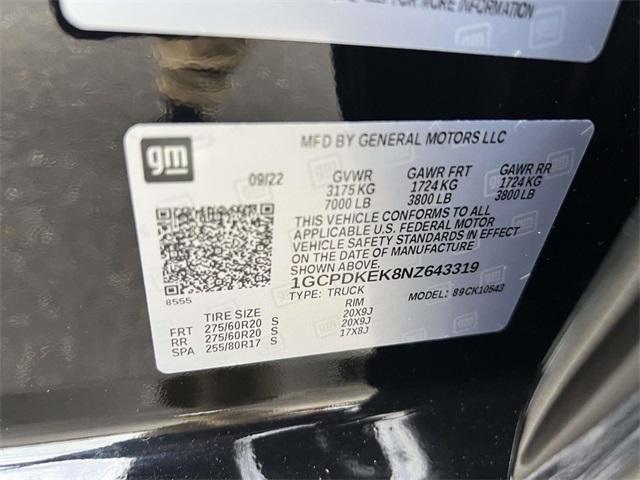 FOR MORE INFORMATION
gm
MFD BY GENERAL MOTORS LLC
09/22 GVWR GAWR FRT GAWR RR
3175 KG 1724 KG 1724 KG
7000 LB 3800 LB 3800 LB
THIS VEHICLE CONFORMS TO ALL
APPLICABLE U.S. FEDERAL MOTOR
VEHICLE SAFETY STANDARDS IN EFFECT
ON THE DATE OF MANUFACTURE
SHOWN ABOVE.
1GCPDKEK8NZ643319
8555
TYPE: TRUCK MODEL: 89CK10543
TIRE SIZE RIM
FRT 275/60R20 S 20X9J
RR 275/60R20 S 20X9J
SPA 255/80R17 S 17X8J